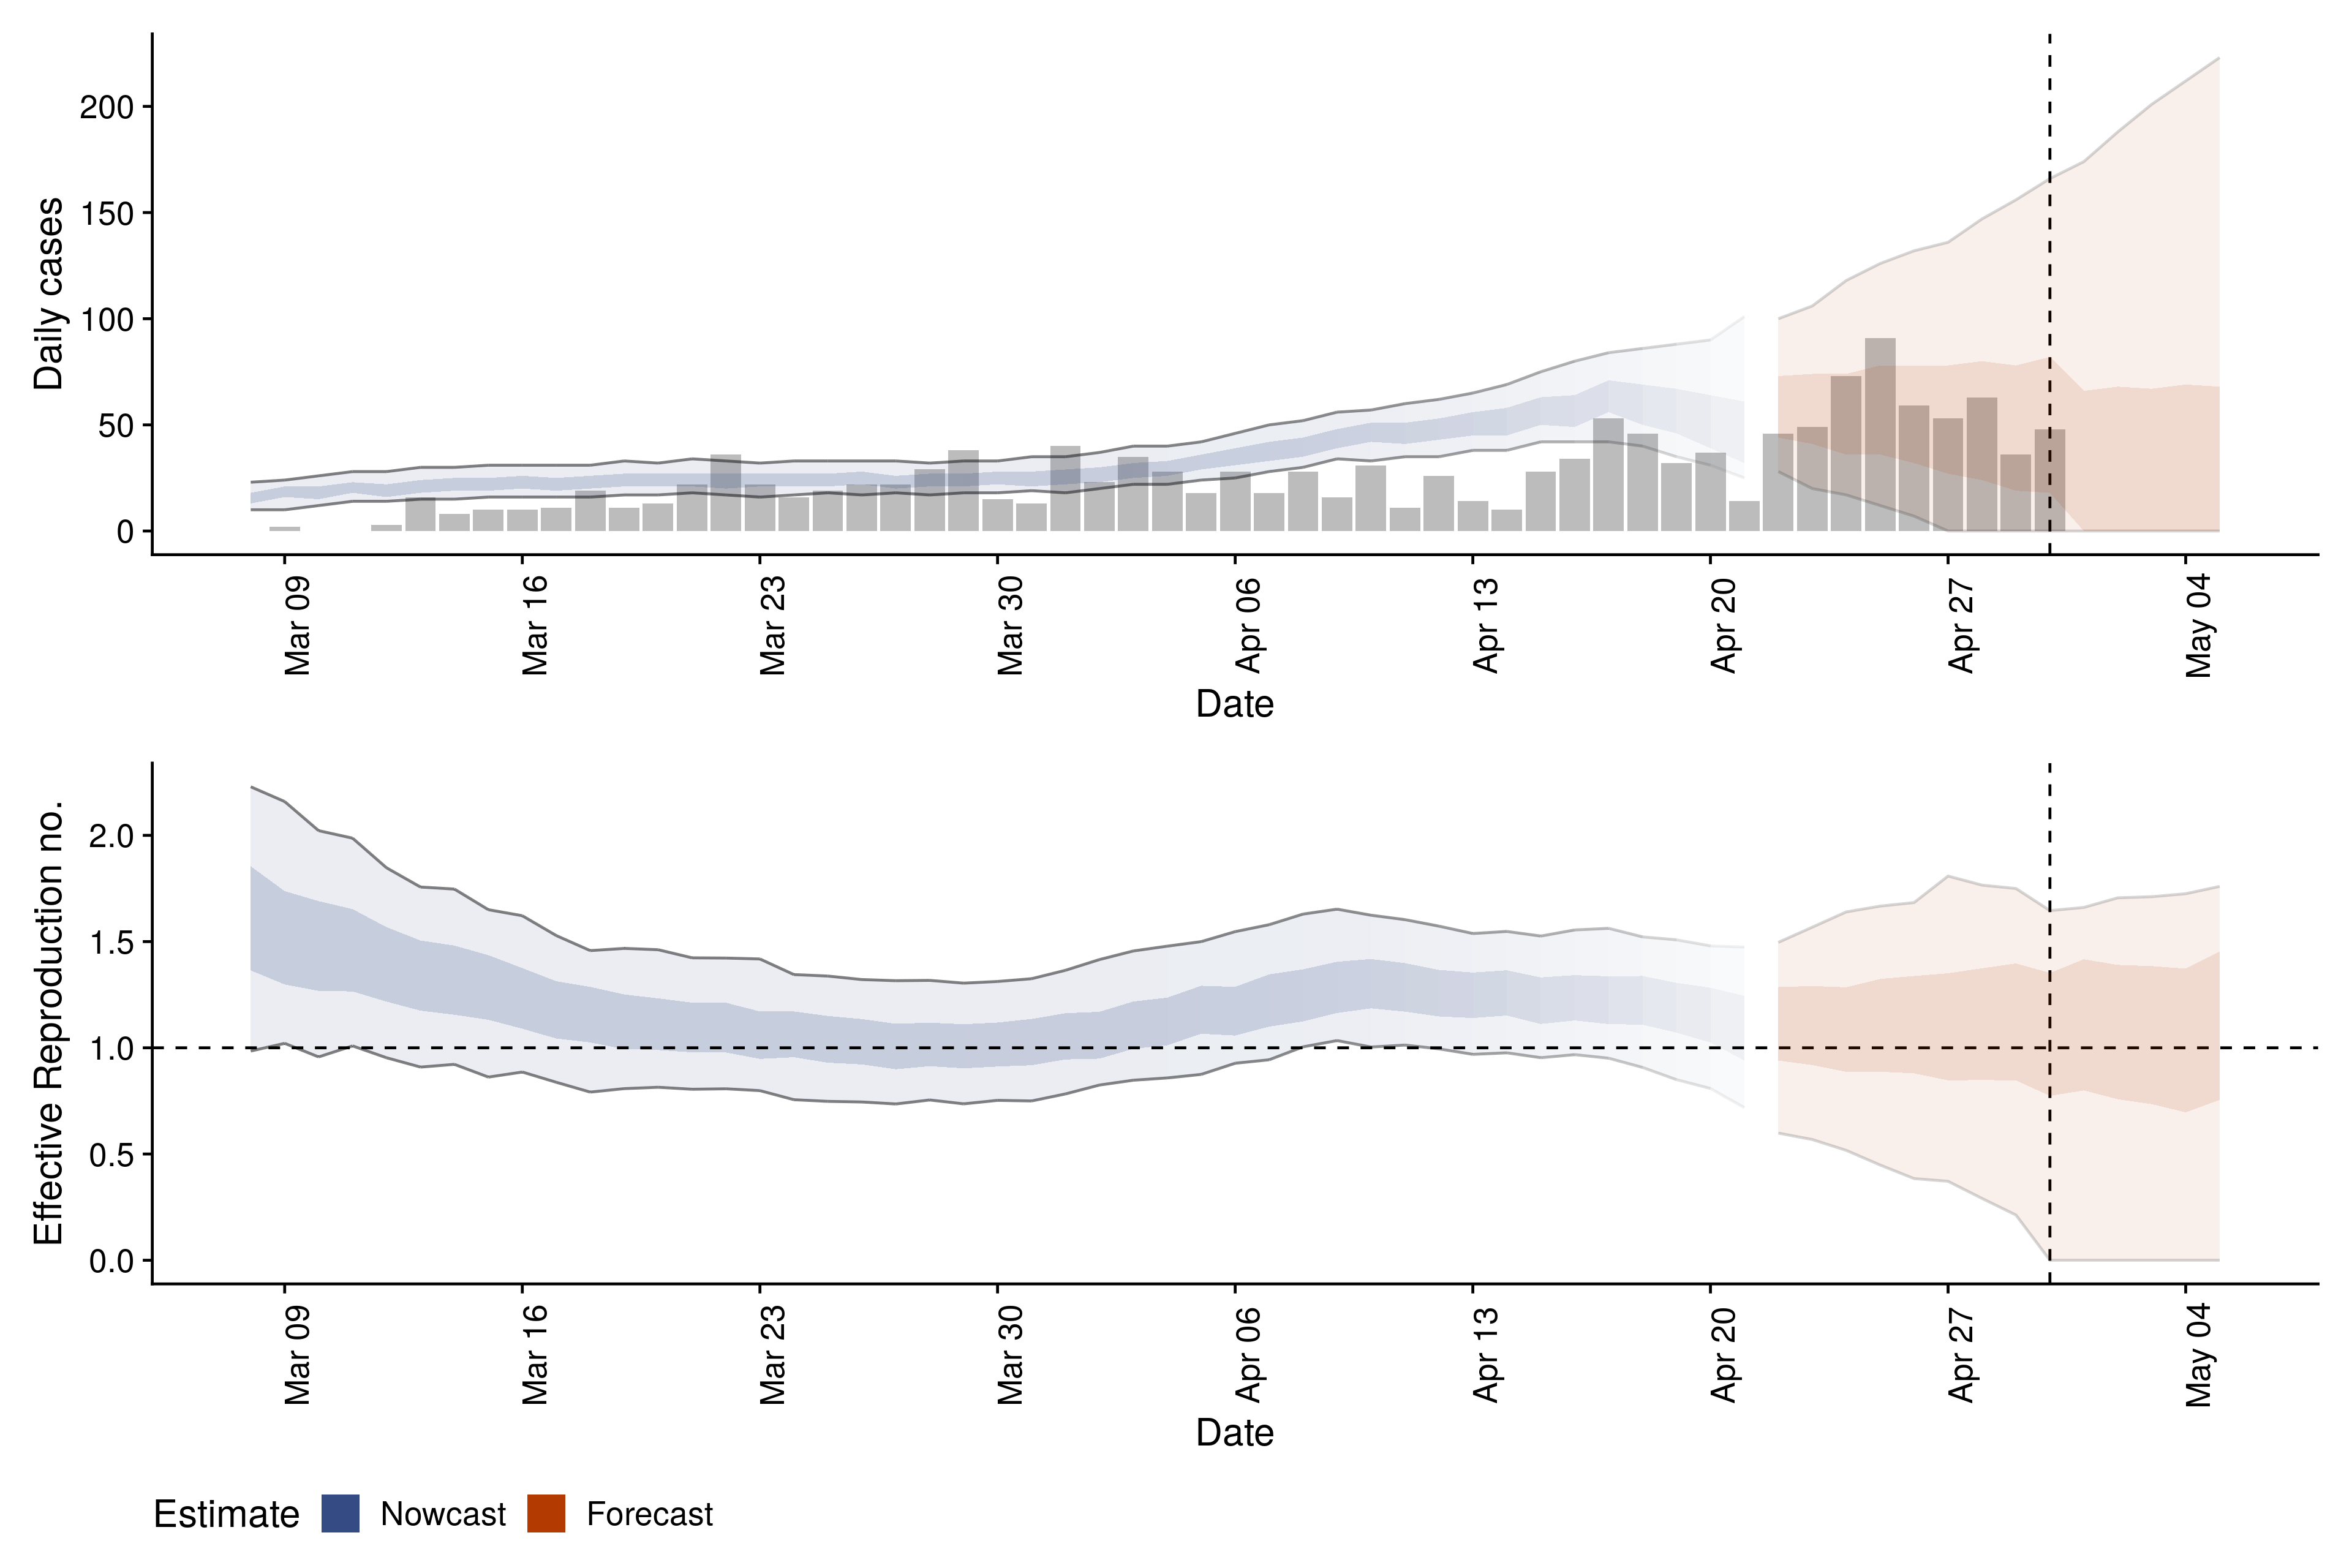 Daily cases
200
150
100
50
0
Mar 09 Mar 16 Mar 23 Mar 30 Apr 06 Apr 13 Apr 20 Apr 27 May 04
Date
Effective Reproduction no.
2.0
1.5
1.0
0.5
0.0
Mar 09 Mar 16 Mar 23 Mar 30 Apr 06 Apr 13 Apr 20 Apr 27 May 04
Date
Estimate Nowcast Forecast